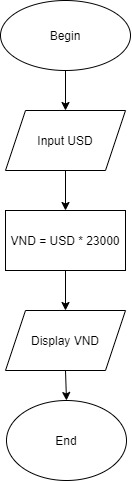 Begin
Input USD
VND = USD * 23000
Display VND
End